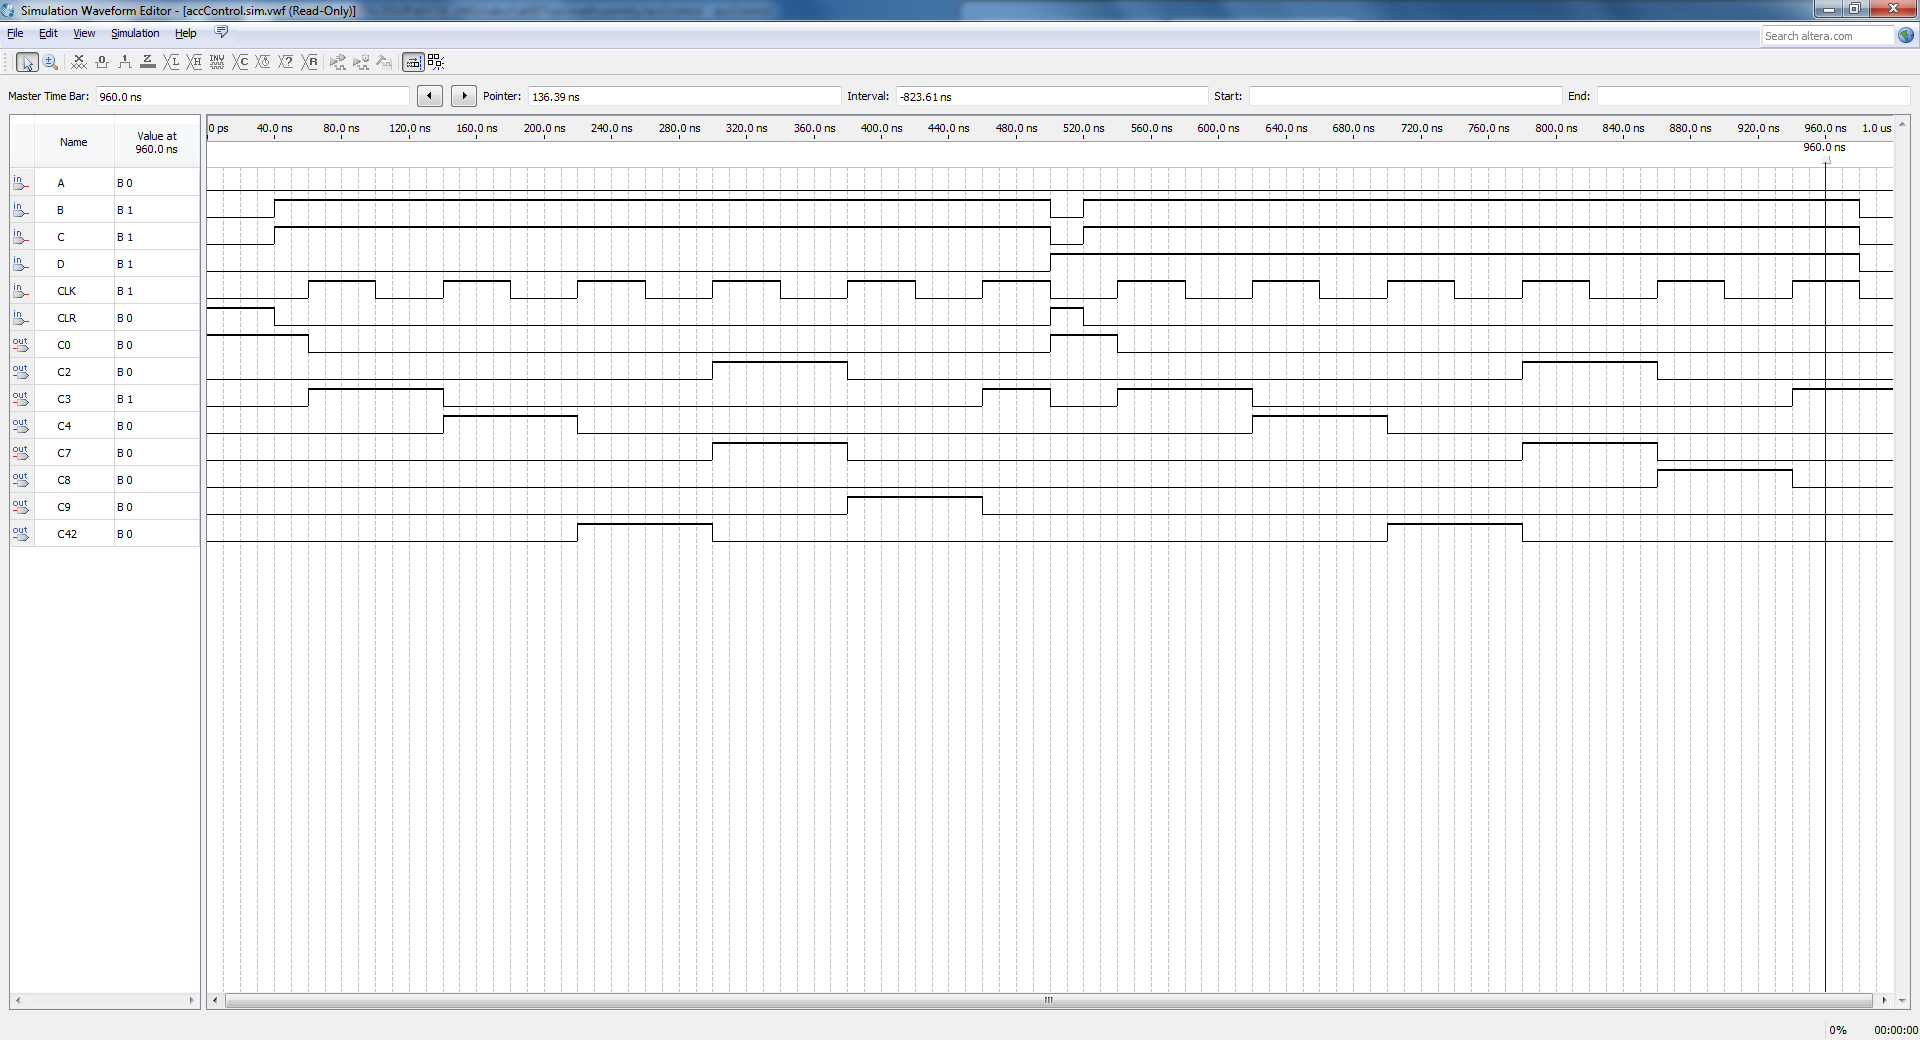 Simulation Waveform Editor - [accControl.sim.vwf (Read-Only)]
File Edit View Simulation Help
Search altera.com
Master Time Bar: 960.0 ns Pointer: 136.39 ns Interval: -823.61 ns Start: End:
Name Value at 960.0 ns
0 ps 40.0 ns 80.0 ns 120.0 ns 160.0 ns 200.0 ns 240.0 ns 280.0 ns 320.0 ns 360.0 ns 400.0 ns 440.0 ns 480.0 ns 520.0 ns 560.0 ns 600.0 ns 640.0 ns 680.0 ns 720.0 ns 760.0 ns 800.0 ns 840.0 ns 880.0 ns 920.0 ns 960.0 ns 1.0 us
960.0 ns
in A B 0
in B B 1
in C B 1
in D B 1
in CLK B 1
in CLR B 0
out C0 B 0
out C2 B 0
out C3 B 1
out C4 B 0
out C7 B 0
out C8 B 0
out C9 B 0
out C42 B 0
0% 00:00:00